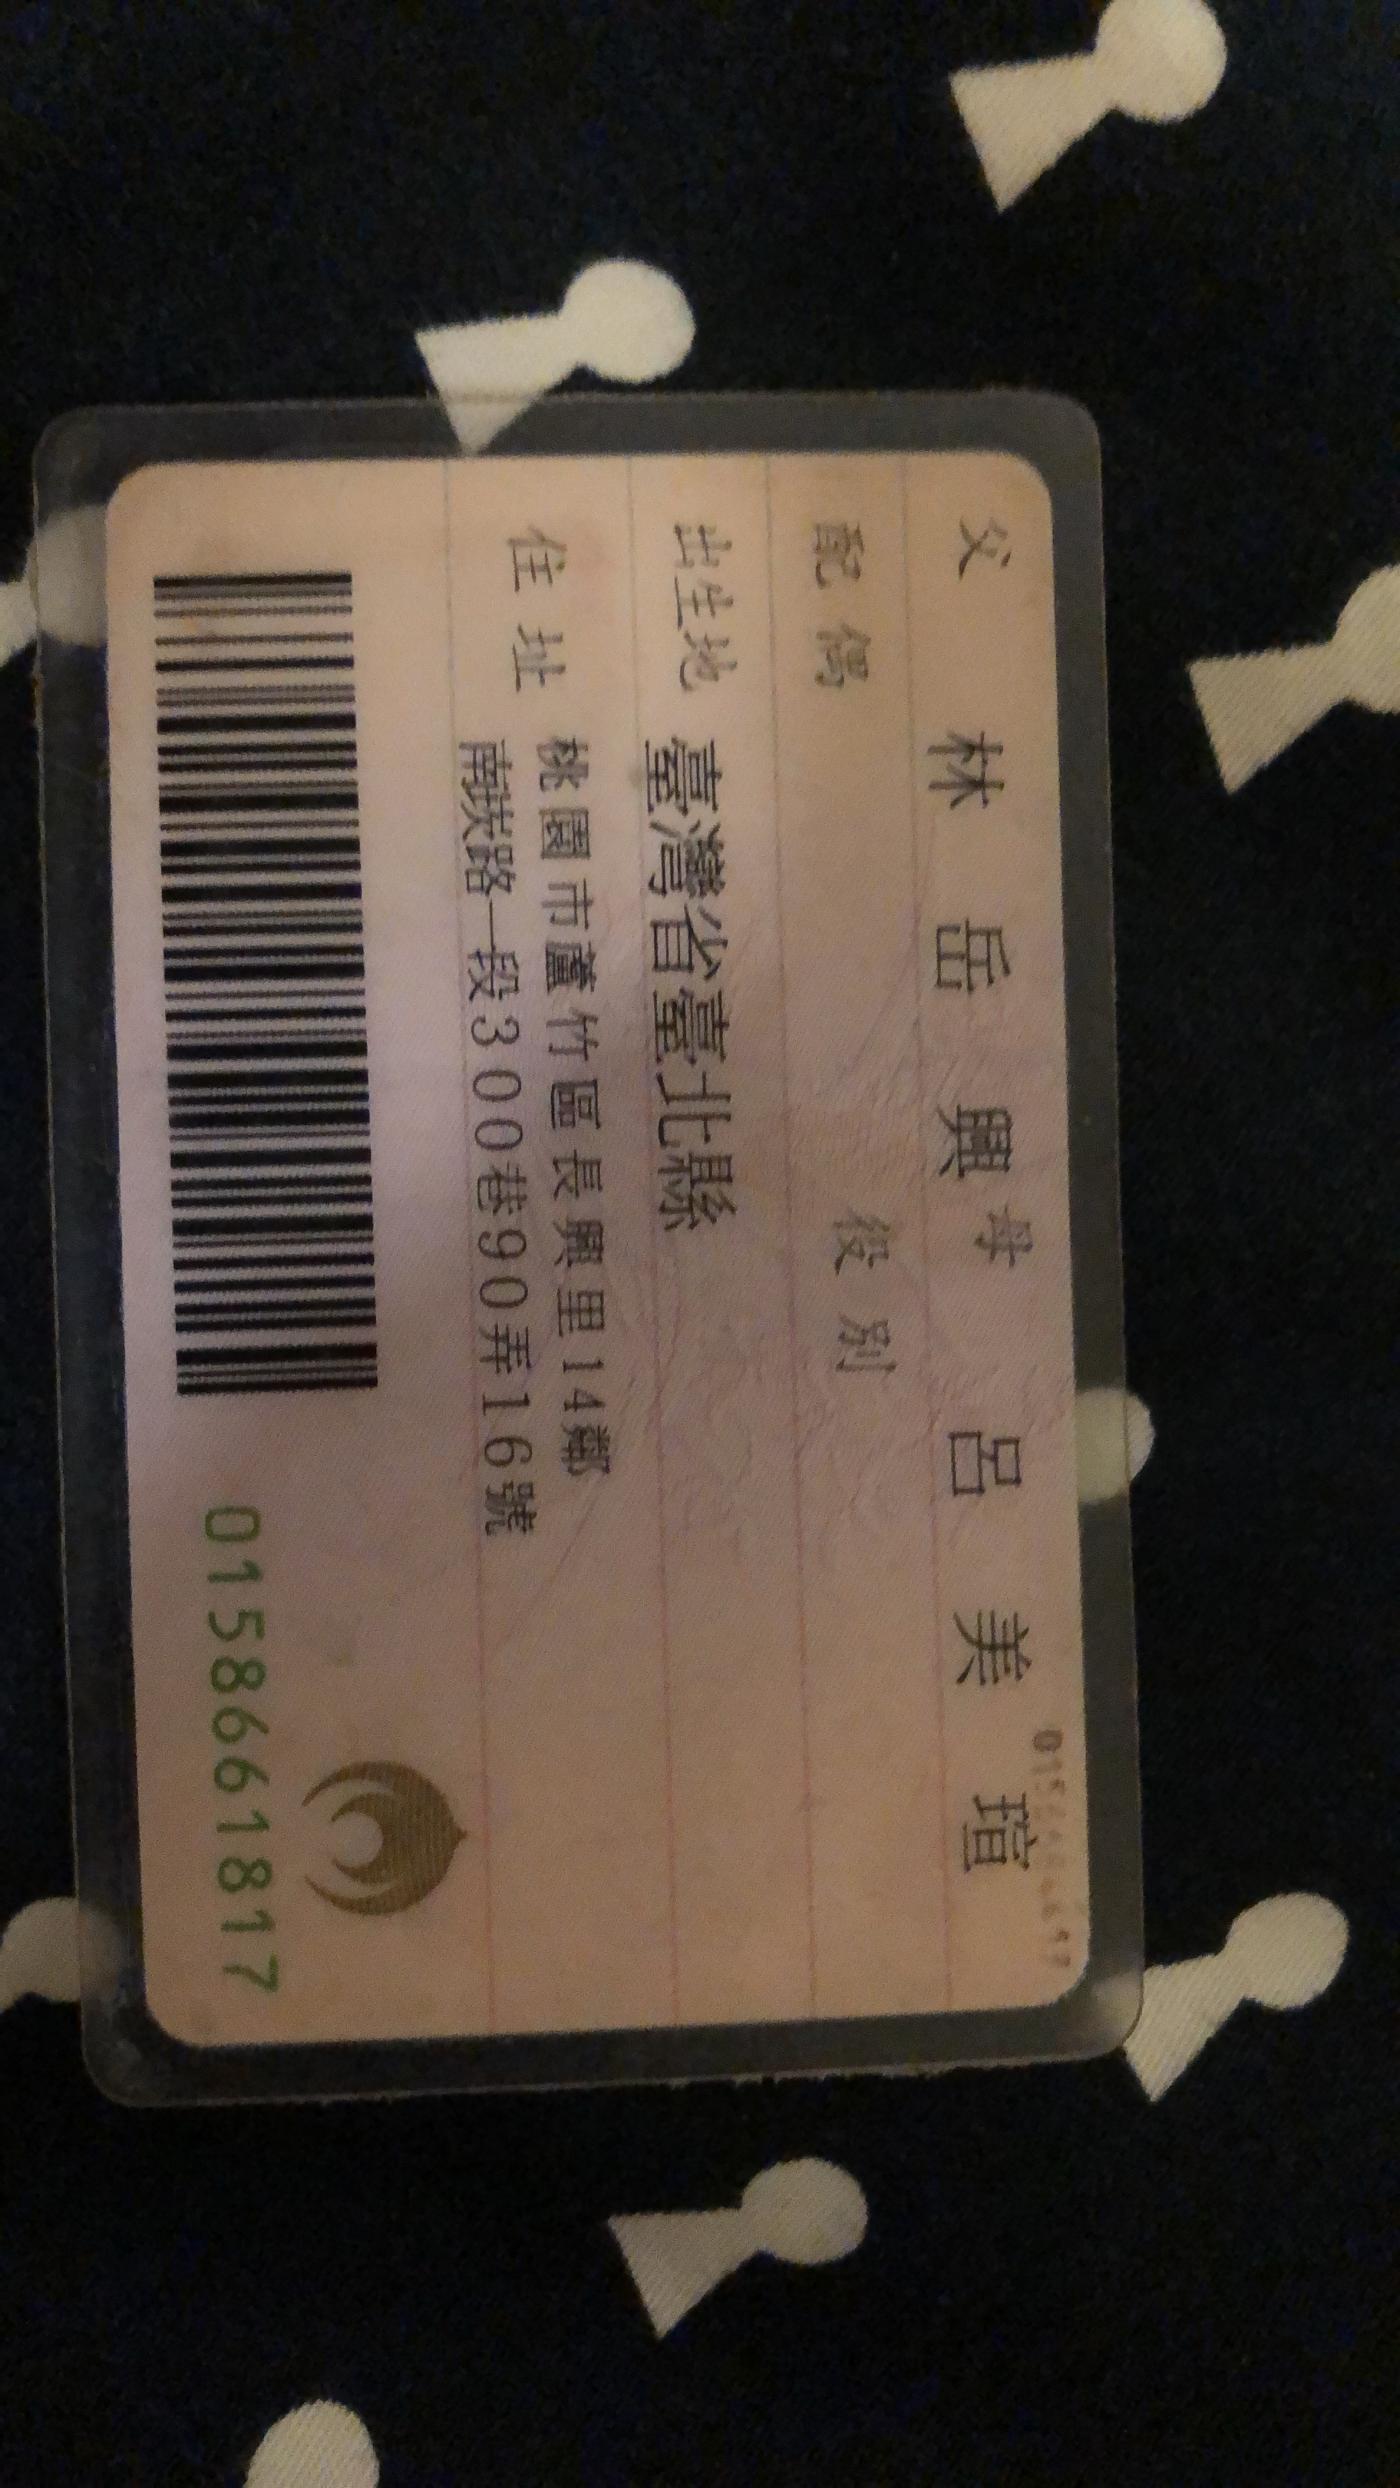 父 林岳興 母 呂美瑄
配偶 役別
出生地 臺灣省臺北縣
住址 桃園市蘆竹區長興里14鄰
南崁路一段300巷90弄16號
0158661817